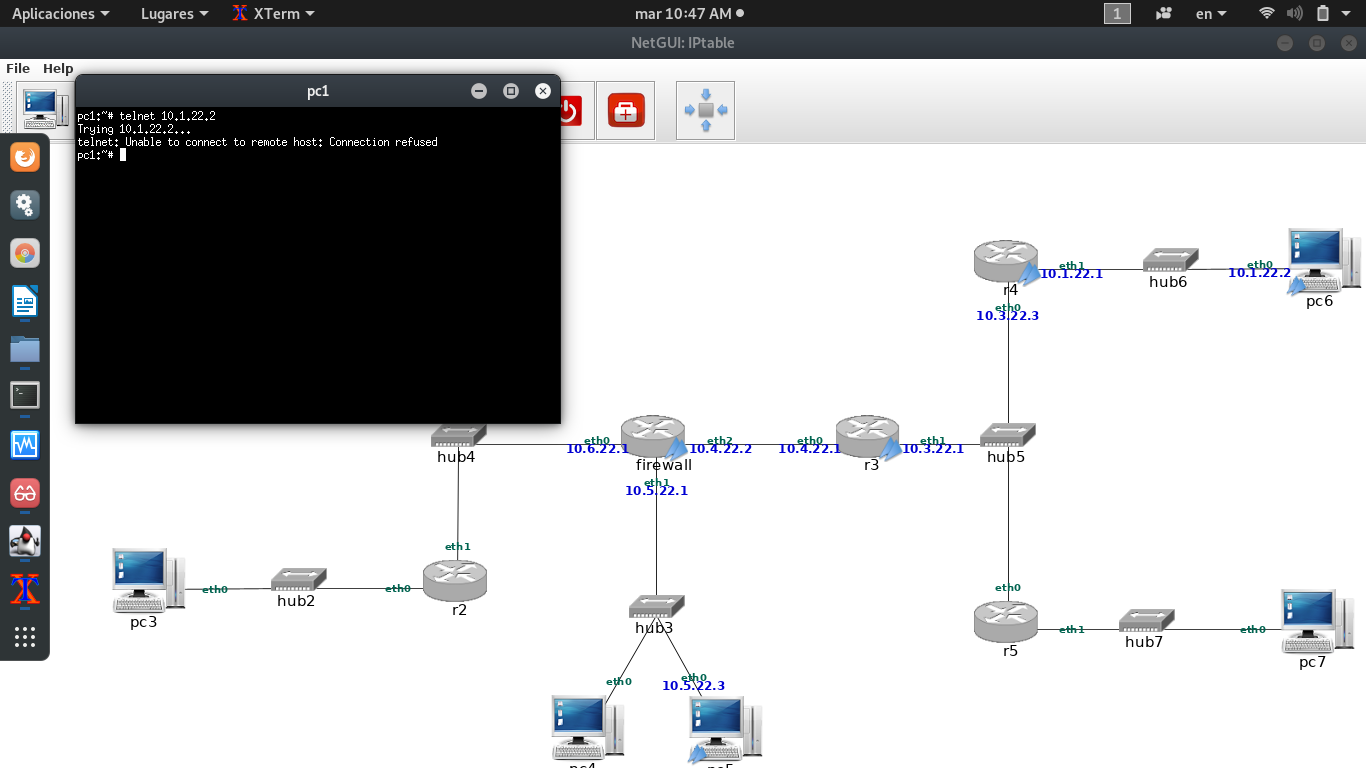 Aplicaciones Lugares XTerm mar 10:47 AM 1 en
NetGUI: IPtable
File Help
pc1
pc1:~# telnet 10.1.22.2
Trying 10.1.22.2...
telnet: Unable to connect to remote host: Connection refused
pc1:~#
r4
eth1
10.1.22.1
hub6
eth0
10.1.22.2
pc6
eth0
10.3.22.3
hub4
eth0
10.6.22.1
firewall
eth2
10.4.22.2
eth0
10.4.22.1
r3
eth1
10.3.22.1
hub5
eth1
10.5.22.1
eth1
pc3
eth0
hub2
eth0
r2
hub3
eth0
r5
eth1
hub7
eth0
pc7
eth0
eth0
10.5.22.3
pc4
pc5